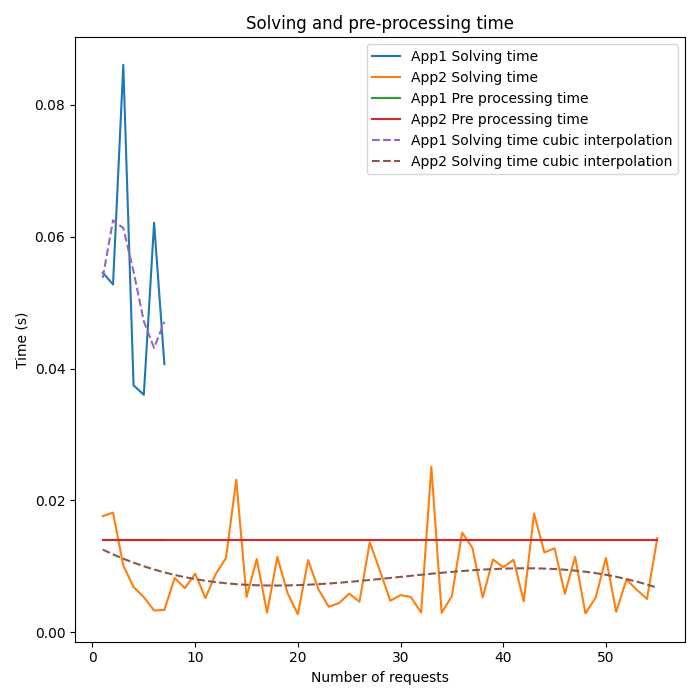 Solving and pre-processing time
App1 Solving time
App2 Solving time
App1 Pre processing time
App2 Pre processing time
App1 Solving time cubic interpolation
App2 Solving time cubic interpolation
Time (s)
0.08
0.06
0.04
0.02
0.00
0 10 20 30 40 50
Number of requests